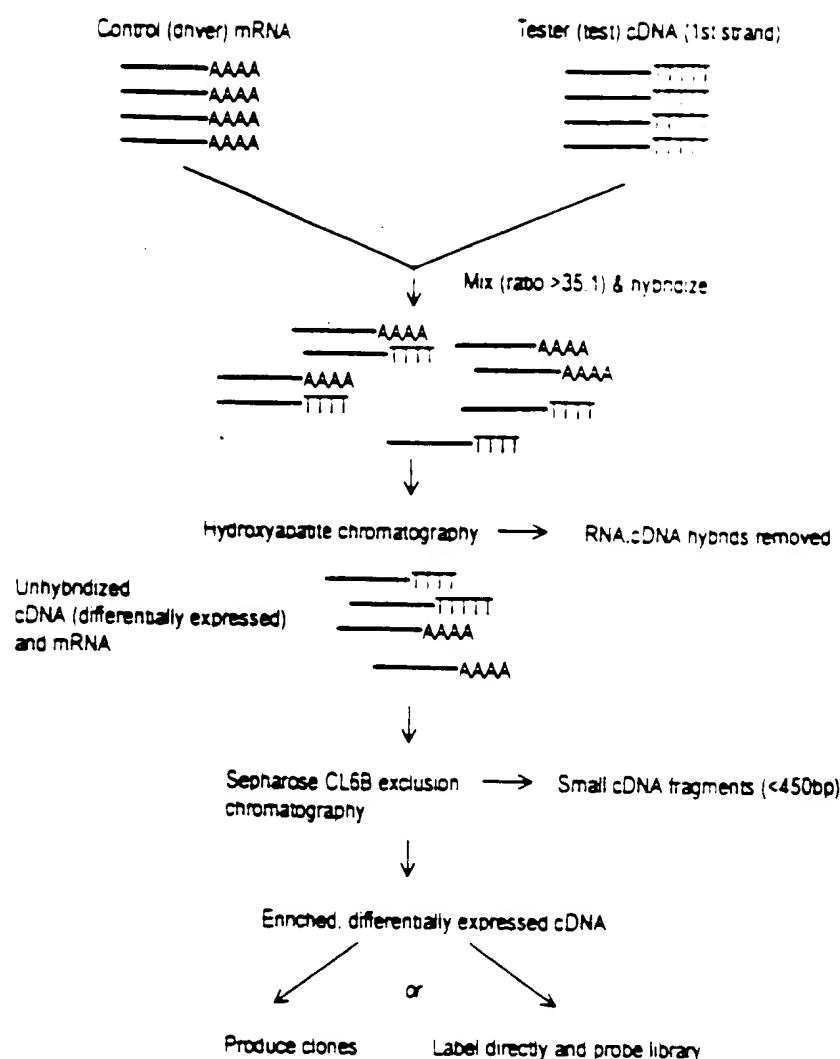 Control (driver) mRNA
Tester (test) cDNA (1st strand)
AAAA
TTTT
AAAA
AAAA
AAAA
Mix (ratio >35:1) & hybridize
AAAA
TTTT
AAAA
AAAA
AAAA
TTTT
TTTT
TTTT
Hydroxyapatite chromatography
RNA:cDNA hybrids removed
Unhybridized
cDNA (differentially expressed)
and mRNA
TTTT
TTTTT
AAAA
AAAA
Sepharose CL6B exclusion
chromatography
Small cDNA fragments (<450bp)
Enriched, differentially expressed cDNA
or
Produce clones
Label directly and probe library